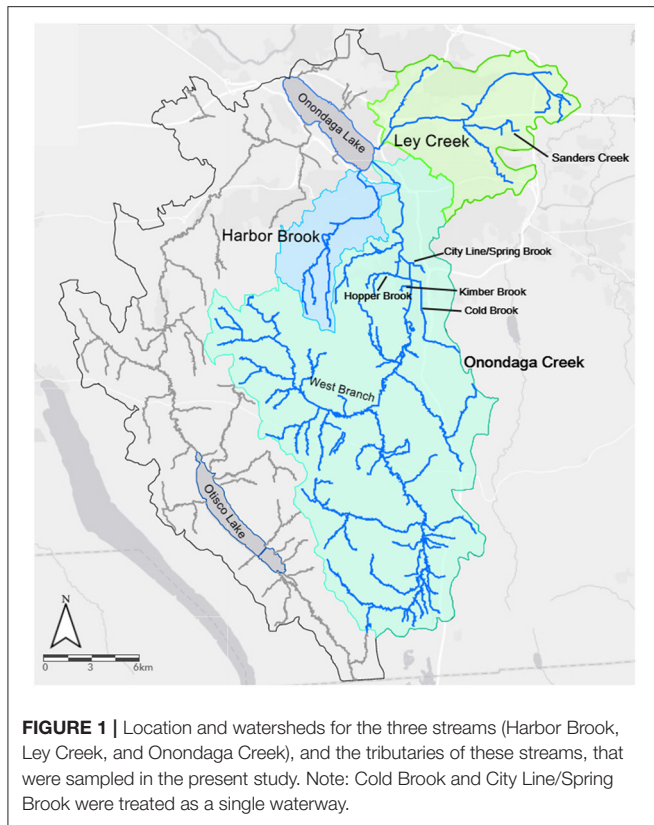 Onondaga Lake
Ley Creek
Sanders Creek
Harbor Brook
City Line/Spring Brook
Hopper Brook
Kimber Brook
Cold Brook
Onondaga Creek
West Branch
Otisco Lake
N
0 3 6km
FIGURE 1 | Location and watersheds for the three streams (Harbor Brook,
Ley Creek, and Onondaga Creek), and the tributaries of these streams, that
were sampled in the present study. Note: Cold Brook and City Line/Spring
Brook were treated as a single waterway.